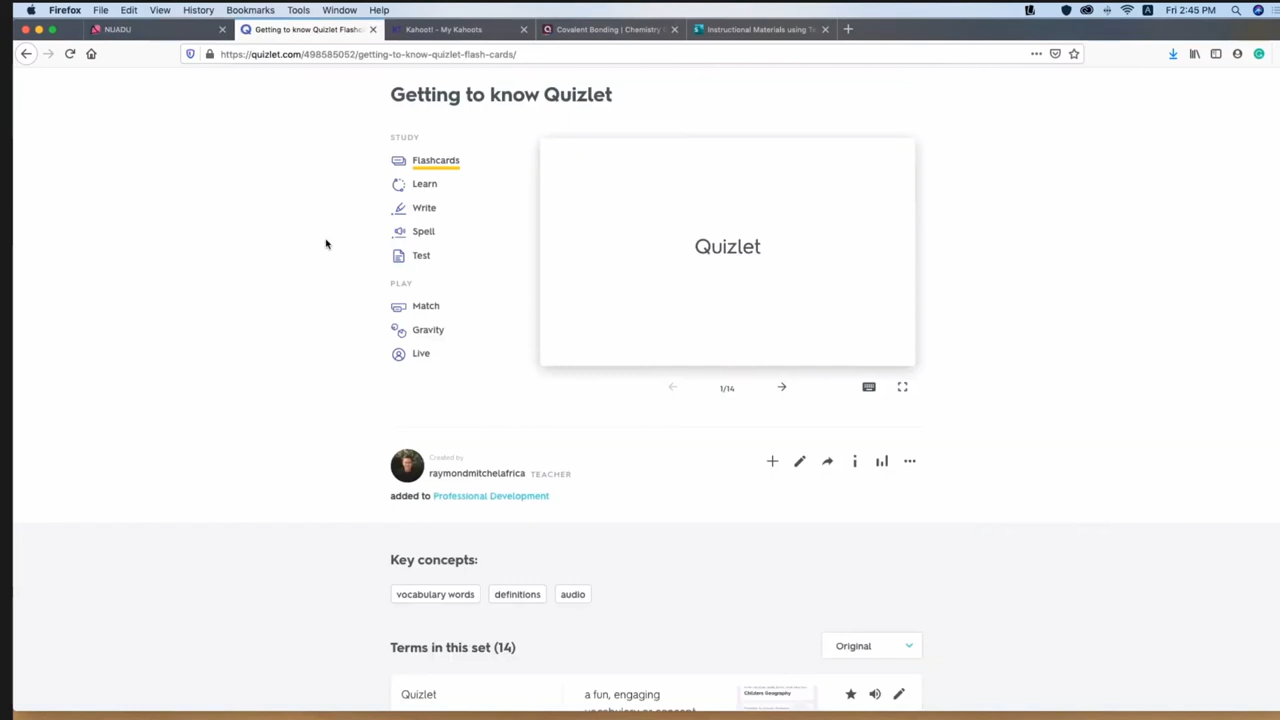 Firefox File Edit View History Bookmarks Tools Window Help Fri 2:45 PM
NUADU Getting to know Quizlet Flashc Kahoot! - My Kahoots Covalent Bonding | Chemistry Instructional Materials using
https://quizlet.com/498585052/getting-to-know-quizlet-flash-cards/
Getting to know Quizlet
STUDY
Flashcards
Learn
Write
Spell
Test
PLAY
Match
Gravity
Live
Quizlet
1/14
Created by
raymondmitchelafrica TEACHER
added to Professional Development
Key concepts:
vocabulary words definitions audio
Terms in this set (14)
Original
Quizlet
a fun, engaging
vocabulary or concept
Childers Geography